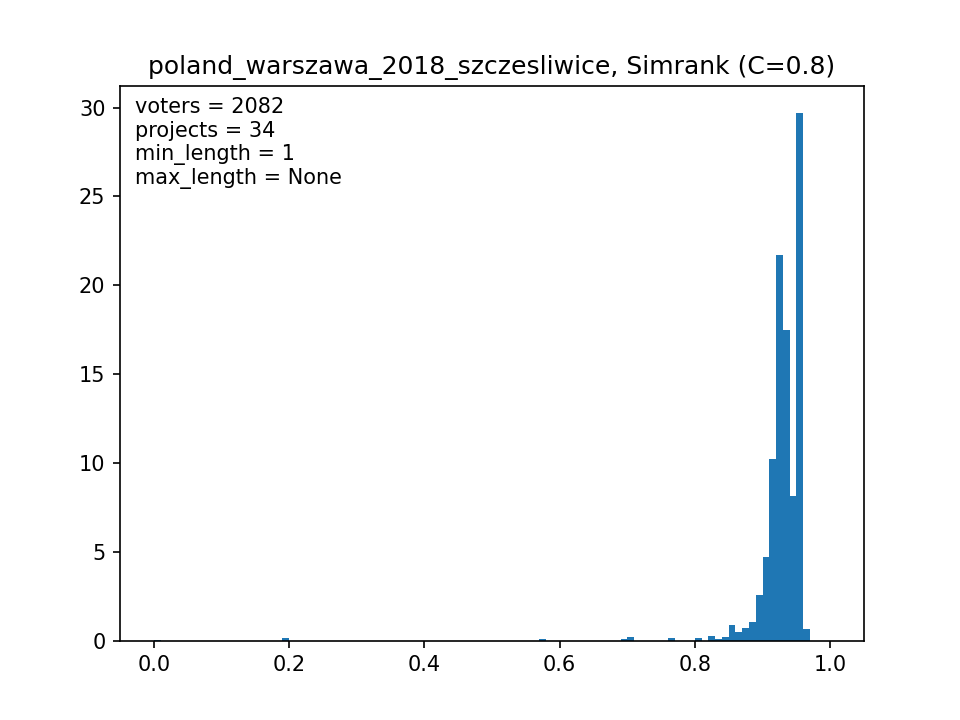 poland_warszawa_2018_szczesliwice, Simrank (C=0.8)
voters = 2082
projects = 34
min_length = 1
max_length = None
30
25
20
15
10
5
0
0.0 0.2 0.4 0.6 0.8 1.0